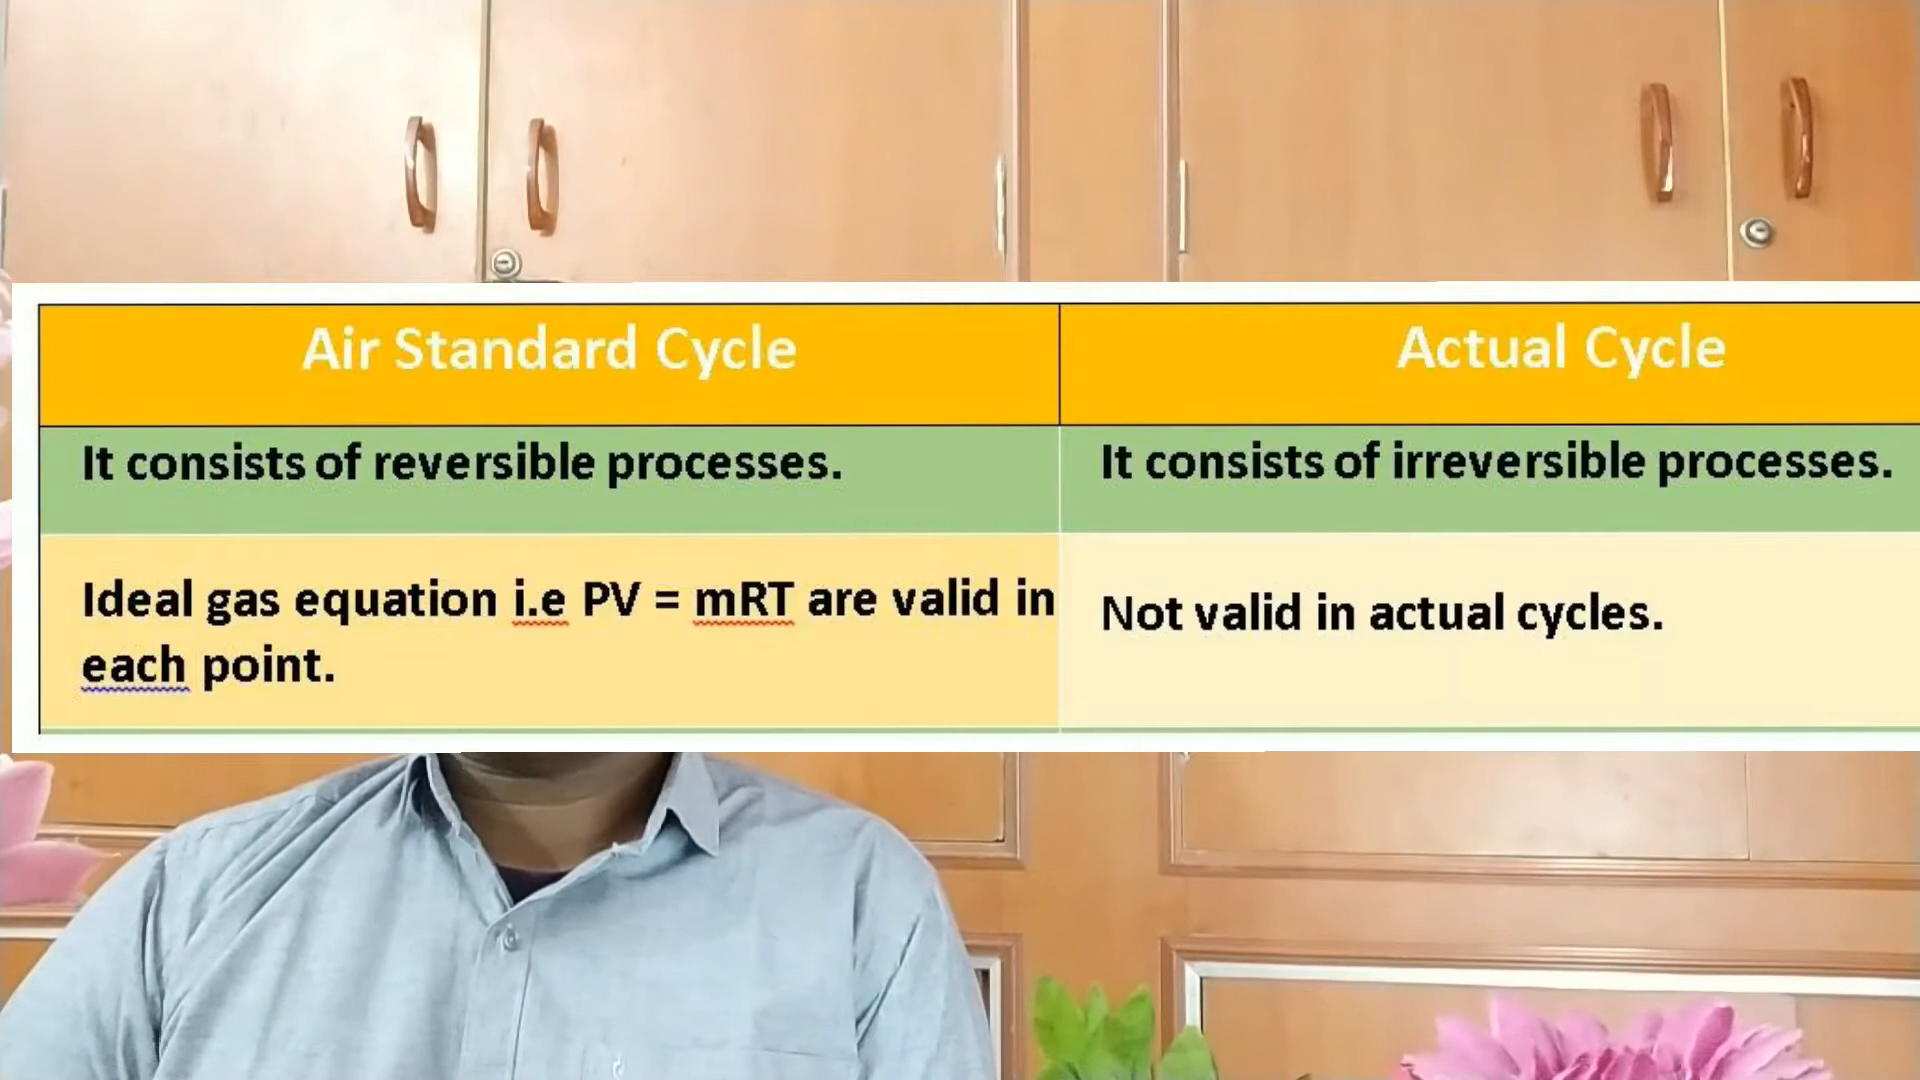 Air Standard Cycle
Actual Cycle
It consists of reversible processes.
It consists of irreversible processes.
Ideal gas equation i.e PV = mRT are valid in
each point.
Not valid in actual cycles.